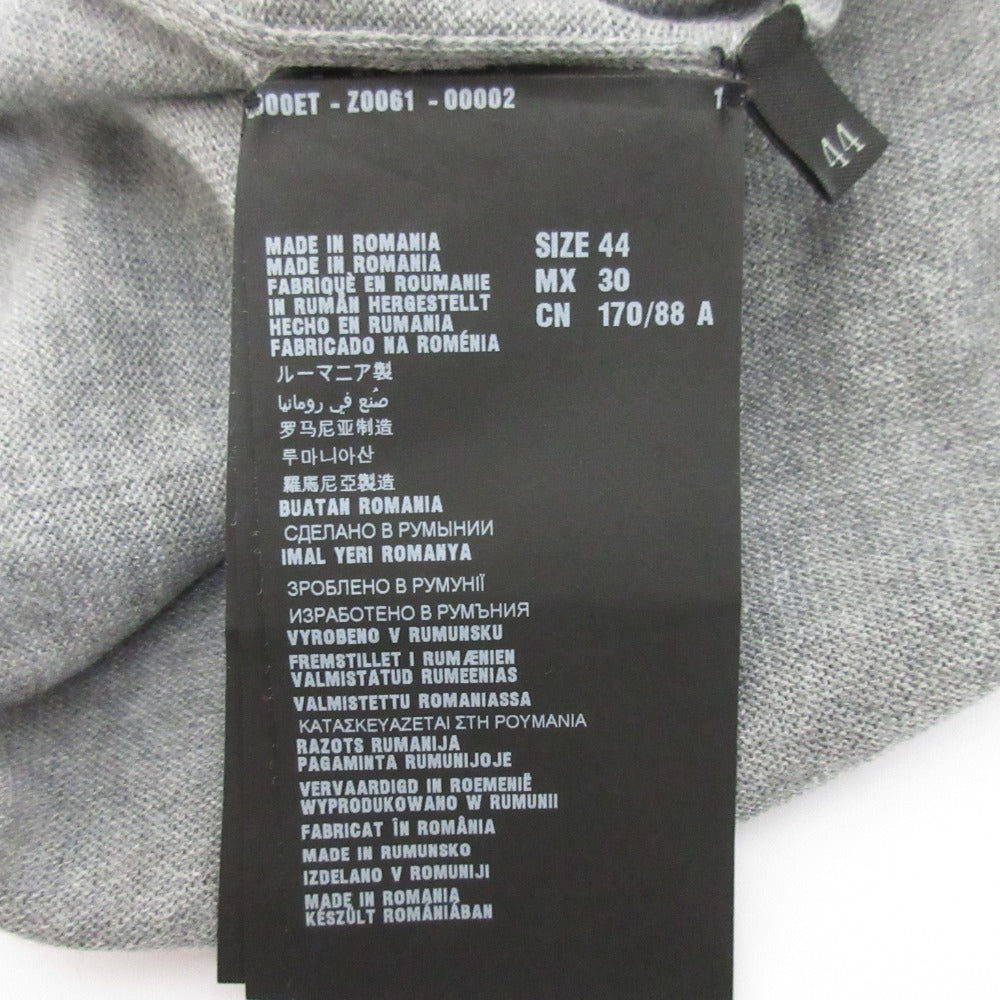 - Z0061 - 00002 1
44
MADE IN ROMANIA
MADE IN ROMANIA
FABRIQUÈ EN ROUMANIE
IN RUMÄN HERGESTELLT
HECHO EN RUMANIA
FABRICADO NA ROMÉNIA
ルーマニア製
صُنع في رومانيا
罗马尼亚制造
루마니아산
羅馬尼亞製造
BUATAN ROMANIA
СДЕЛАНО В РУМЫНИИ
IMAL YERI ROMANYA
ЗРОБЛЕНО В РУМУНІЇ
ИЗРАБОТЕНО В РУМЪНИЯ
VYROBENO V RUMUNSKU
FREMSTILLET I RUMÆNIEN
VALMISTATUD RUMEENIAS
VALMISTETTU ROMANIASSA
ΚΑΤΑΣΚΕΥΑΖΕΤΑΙ ΣΤΗ ΡΟΥΜΑΝΙΑ
RAZOTS RUMANIJA
PAGAMINTA RUMUNIJOJE
VERVAARDIGD IN ROEMENIË
WYPRODUKOWANO W RUMUNII
FABRICAT ÎN ROMÂNIA
MADE IN RUMUNSKO
IZDELANO V ROMUNIJI
MADE IN ROMANIA
KÉSZÜLT ROMÁNIÁBAN
SIZE 44
MX 30
CN 170/88 A